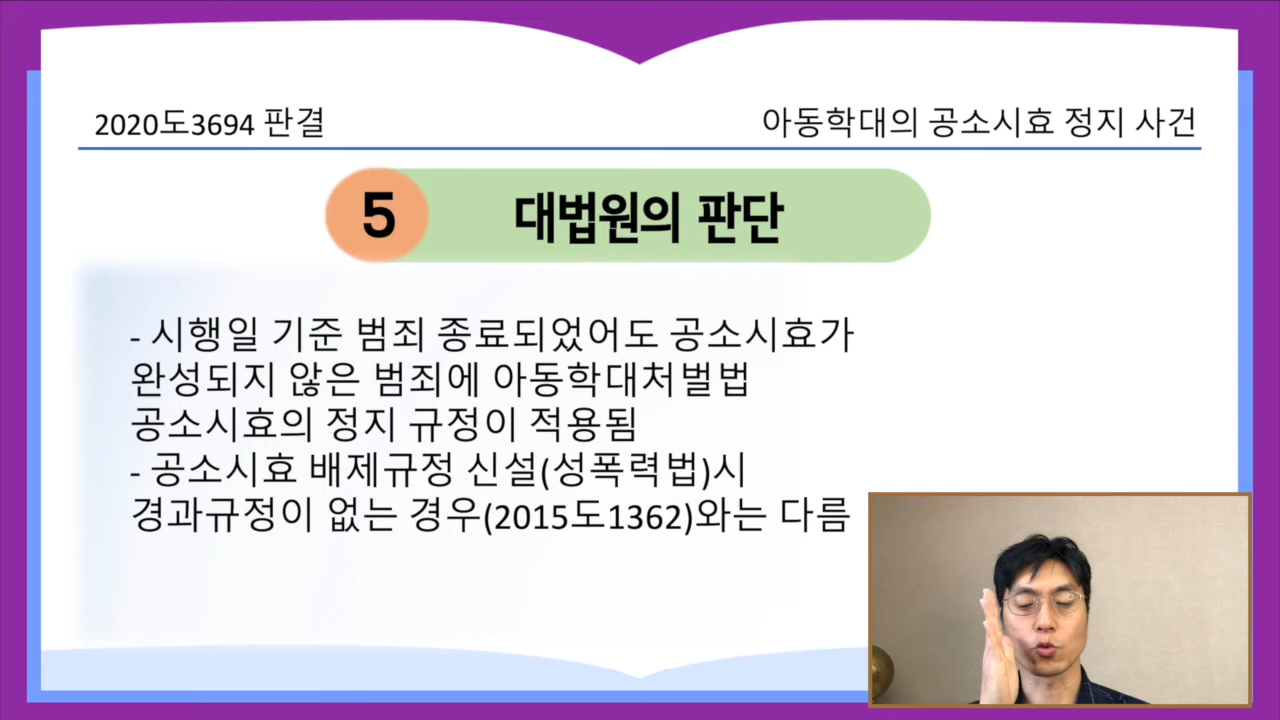 2020도3694 판결
아동학대의 공소시효 정지 사건
5
대법원의 판단
- 시행일 기준 범죄 종료되었어도 공소시효가
완성되지 않은 범죄에 아동학대처벌법
공소시효의 정지 규정이 적용됨
- 공소시효 배제규정 신설(성폭력법)시
경과규정이 없는 경우(2015도1362)와는 다름